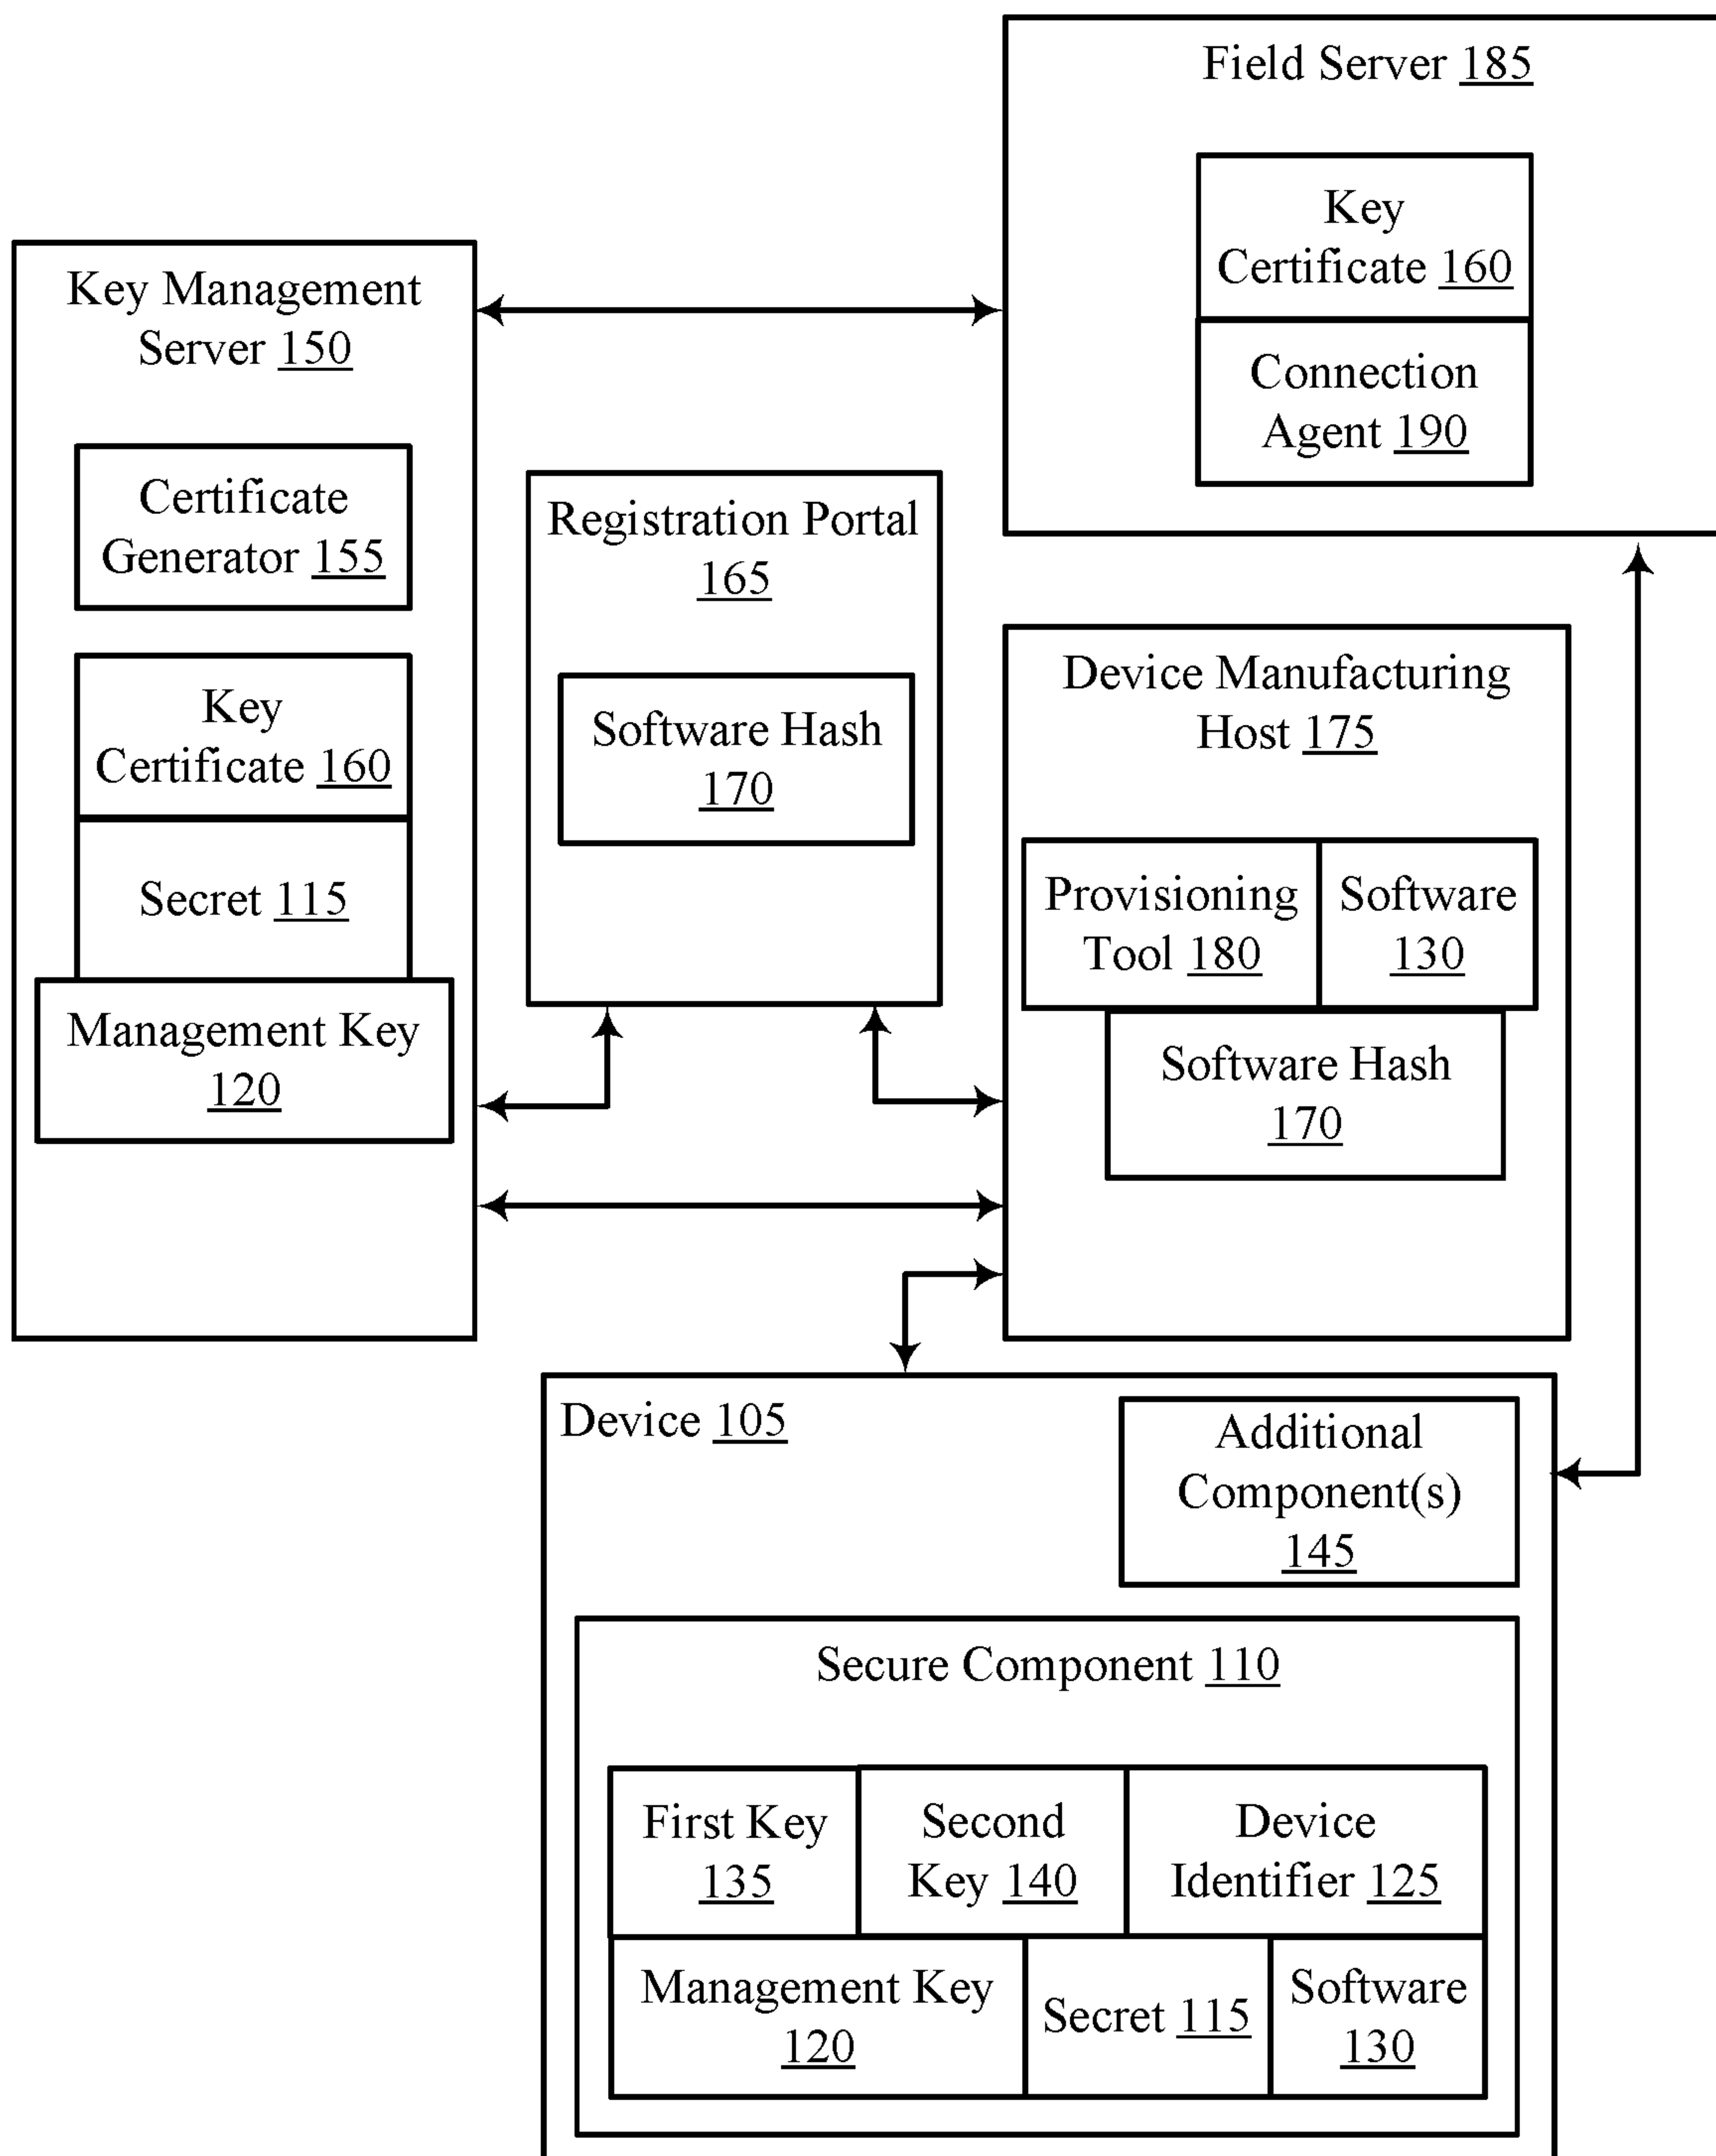 Field Server 185
Key
Certificate 160
Connection
Agent 190
Key Management
Server 150
Certificate
Generator 155
Key
Certificate 160
Secret 115
Management Key
120
Registration Portal
165
Software Hash
170
Device Manufacturing
Host 175
Provisioning
Tool 180
Software
130
Software Hash
170
Device 105
Additional
Component(s)
145
Secure Component 110
First Key
135
Second
Key 140
Device
Identifier 125
Management Key
120
Secret 115
Software
130